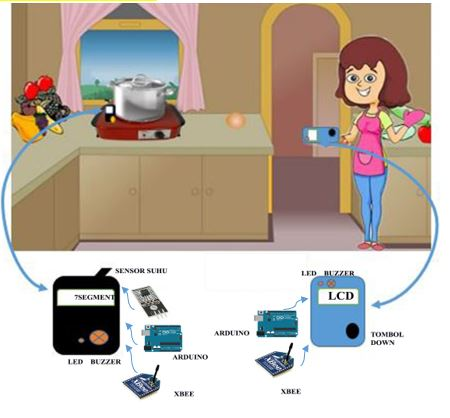 SENSOR SUHU
7SEGMENT
LED BUZZER
ARDUINO
XBEE
LED BUZZER
LCD
ARDUINO
TOMBOL
DOWN
XBEE